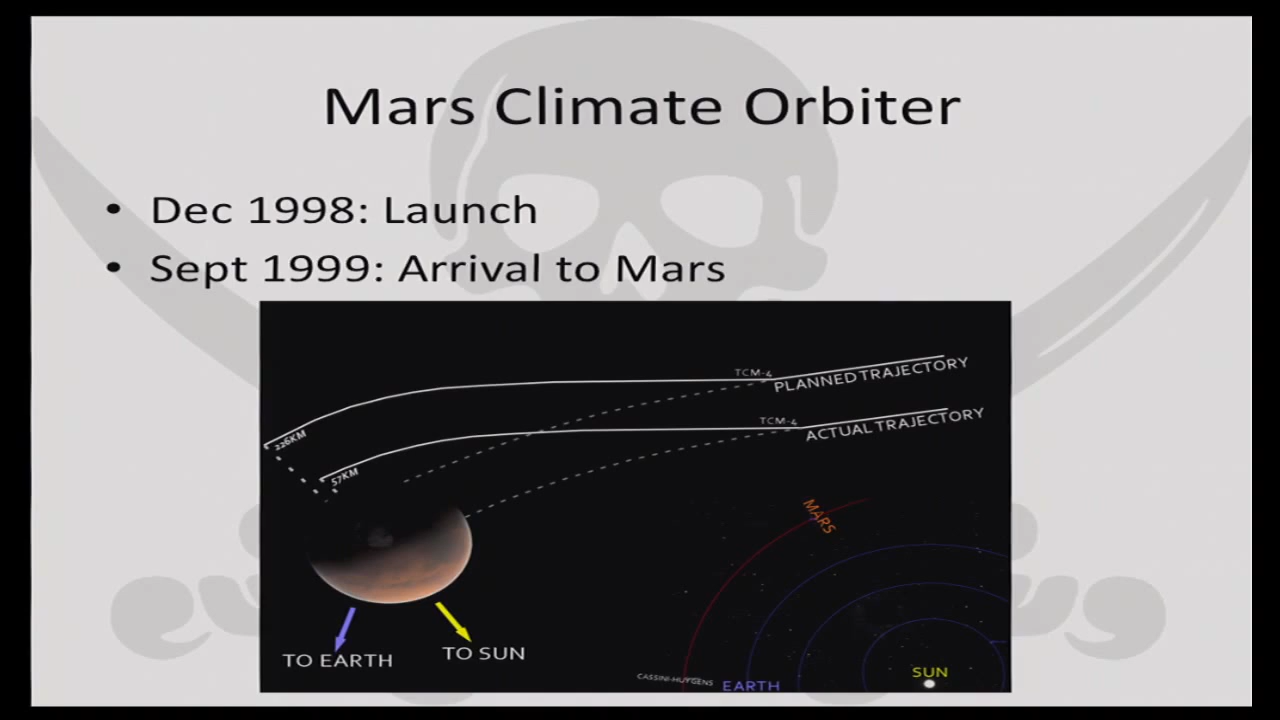 Mars Climate Orbiter
• Dec 1998: Launch
• Sept 1999: Arrival to Mars
TCM-4
PLANNED TRAJECTORY
TCM-4
ACTUAL TRAJECTORY
226KM
57KM
MARS
TO EARTH
TO SUN
CASSINI-HUYGENS
EARTH
SUN